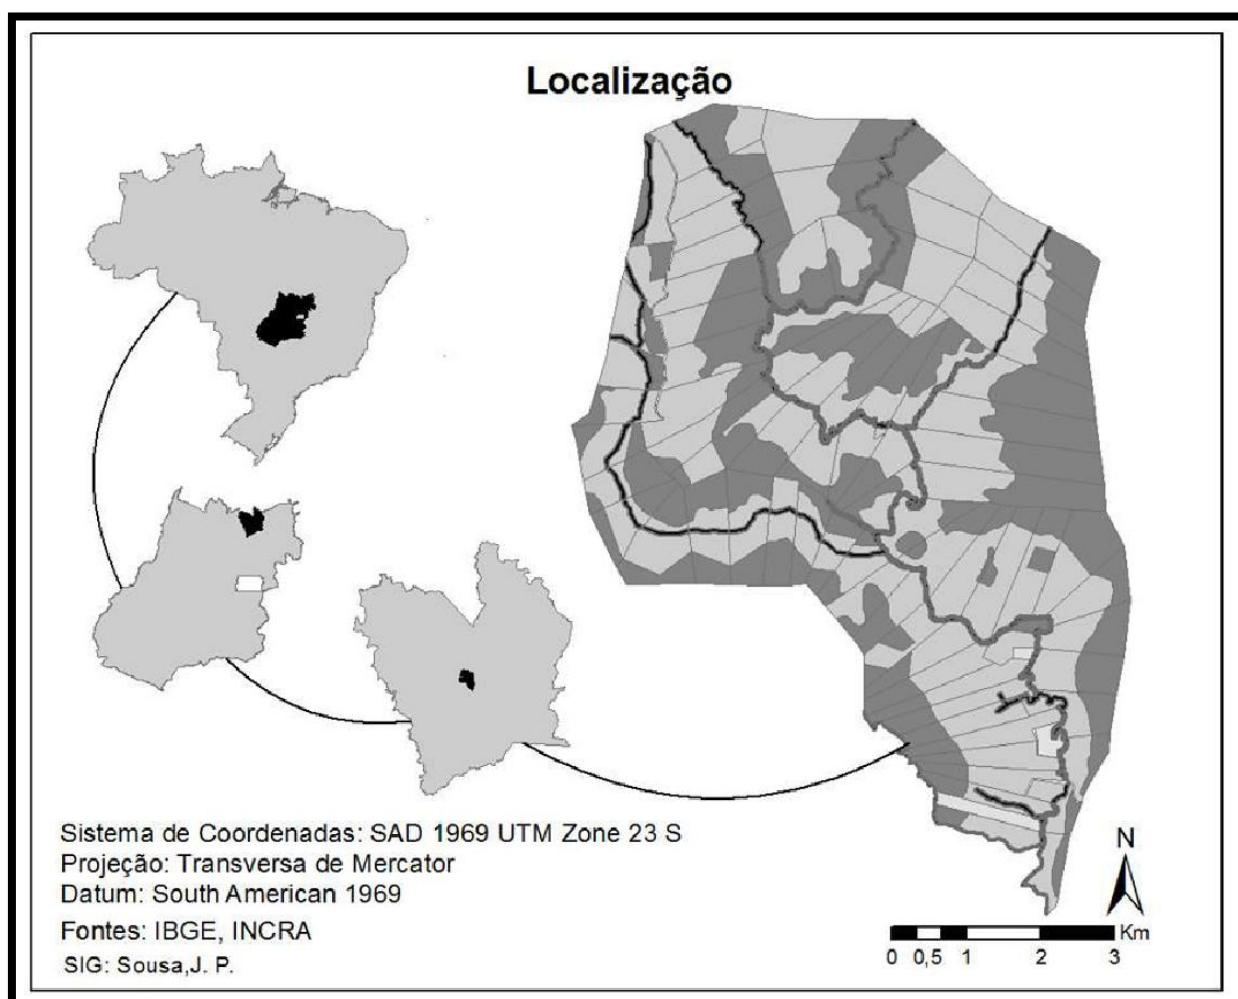 Localização
Sistema de Coordenadas: SAD 1969 UTM Zone 23 S
Projeção: Transversa de Mercator
Datum: South American 1969
Fontes: IBGE, INCRA
SIG: Sousa,J. P.
N
Km
0 0,5 1 2 3